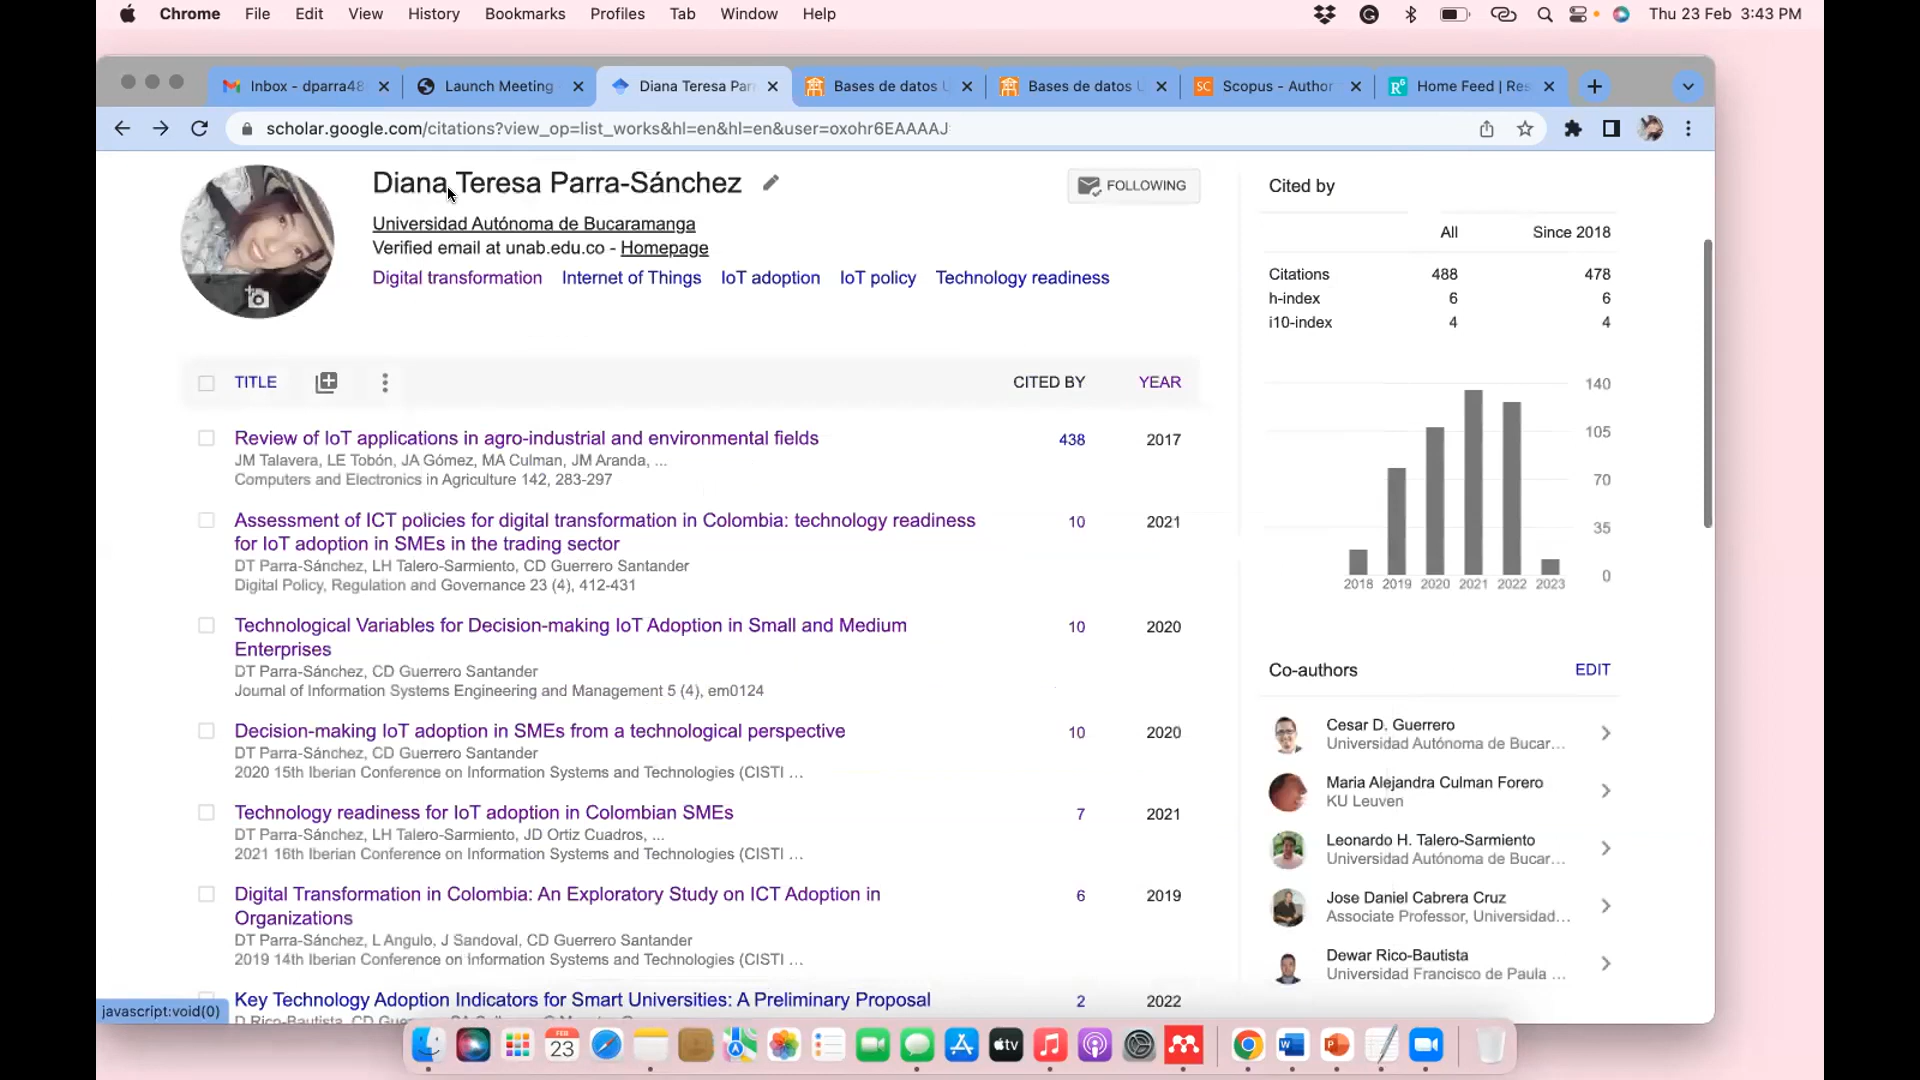 Chrome File Edit View History Bookmarks Profiles Tab Window Help Thu 23 Feb 3:43 PM
Inbox - dparra48 Launch Meeting Diana Teresa Par Bases de datos U Bases de datos U Scopus - Author Home Feed | Res
scholar.google.com/citations?view_op=list_works&hl=en&hl=en&user=oxohr6EAAAAJ
Diana Teresa Parra-Sánchez
FOLLOWING
Universidad Autónoma de Bucaramanga
Verified email at unab.edu.co - Homepage
Digital transformation Internet of Things IoT adoption IoT policy Technology readiness
TITLE CITED BY YEAR
Review of IoT applications in agro-industrial and environmental fields 438 2017
JM Talavera, LE Tobón, JA Gómez, MA Culman, JM Aranda, ...
Computers and Electronics in Agriculture 142, 283-297
Assessment of ICT policies for digital transformation in Colombia: technology readiness 10 2021
for IoT adoption in SMEs in the trading sector
DT Parra-Sánchez, LH Talero-Sarmiento, CD Guerrero Santander
Digital Policy, Regulation and Governance 23 (4), 412-431
Technological Variables for Decision-making IoT Adoption in Small and Medium 10 2020
Enterprises
DT Parra-Sánchez, CD Guerrero Santander
Journal of Information Systems Engineering and Management 5 (4), em0124
Decision-making IoT adoption in SMEs from a technological perspective 10 2020
DT Parra-Sánchez, CD Guerrero Santander
2020 15th Iberian Conference on Information Systems and Technologies (CISTI ...
Technology readiness for IoT adoption in Colombian SMEs 7 2021
DT Parra-Sánchez, LH Talero-Sarmiento, JD Ortiz Cuadros, ...
2021 16th Iberian Conference on Information Systems and Technologies (CISTI ...
Digital Transformation in Colombia: An Exploratory Study on ICT Adoption in 6 2019
Organizations
DT Parra-Sánchez, L Angulo, J Sandoval, CD Guerrero Santander
2019 14th Iberian Conference on Information Systems and Technologies (CISTI ...
Key Technology Adoption Indicators for Smart Universities: A Preliminary Proposal 2 2022
D Rico-Bautista, CD
Cited by
All Since 2018
Citations 488 478
h-index 6 6
i10-index 4 4
140
105
70
35
0
2018 2019 2020 2021 2022 2023
Co-authors EDIT
Cesar D. Guerrero
Universidad Autónoma de Bucar...
Maria Alejandra Culman Forero
KU Leuven
Leonardo H. Talero-Sarmiento
Universidad Autónoma de Bucar...
Jose Daniel Cabrera Cruz
Associate Professor, Universidad...
Dewar Rico-Bautista
Universidad Francisco de Paula ...
javascript:void(0)
FEB
23
tv